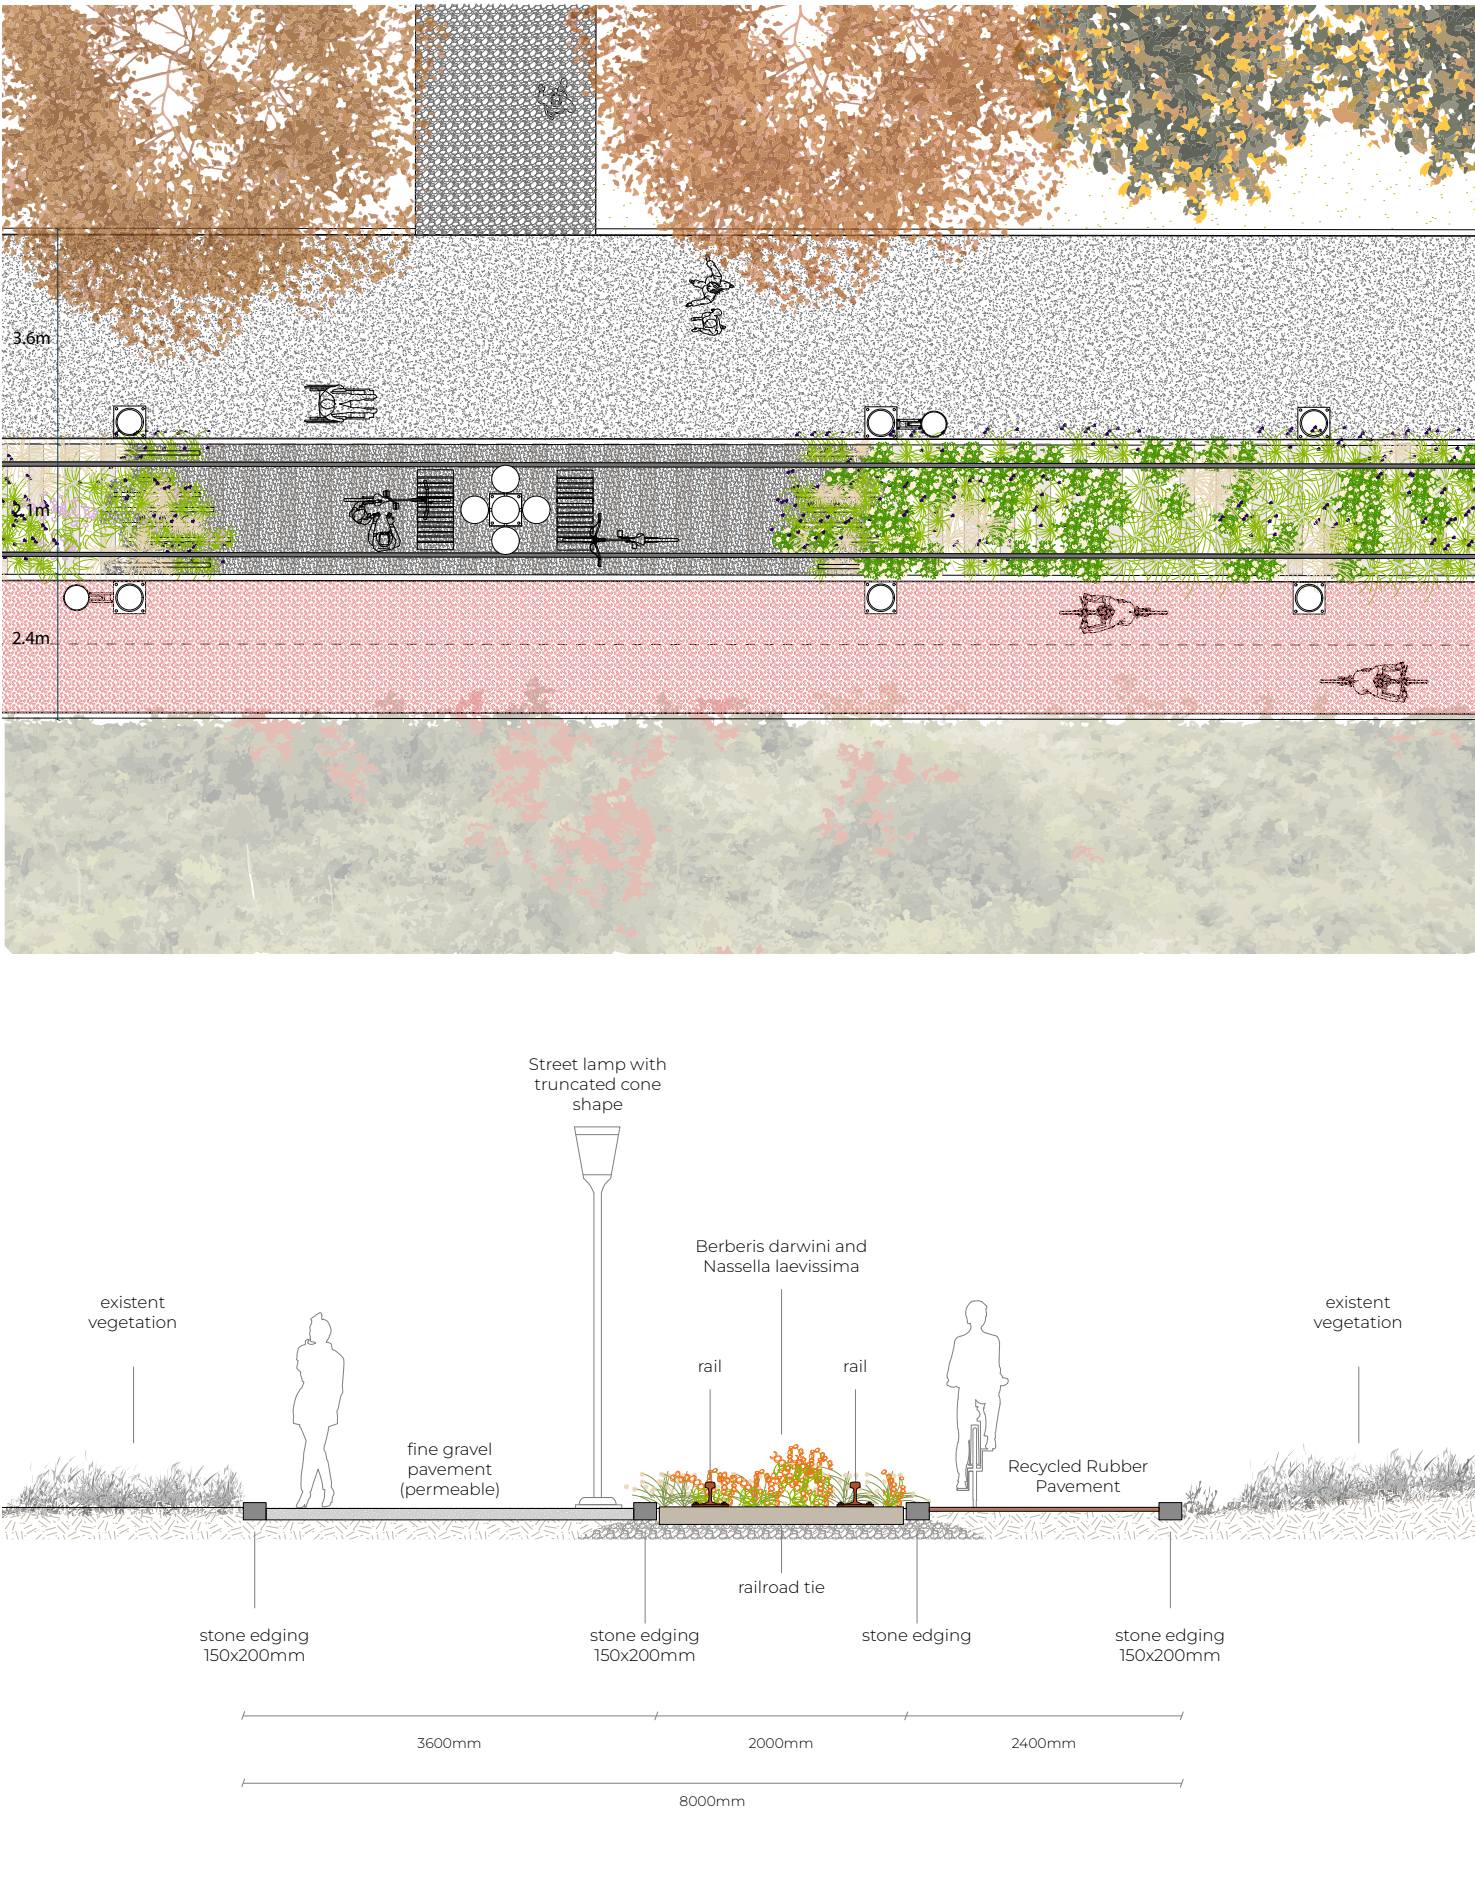 3.6m
2.1m
2.4m
Street lamp with
truncated cone
shape
Berberis darwini and
Nassella laevissima
existent
vegetation
existent
vegetation
rail
rail
fine gravel
pavement
(permeable)
Recycled Rubber
Pavement
railroad tie
stone edging
150x200mm
stone edging
150x200mm
stone edging
stone edging
150x200mm
3600mm
2000mm
2400mm
8000mm